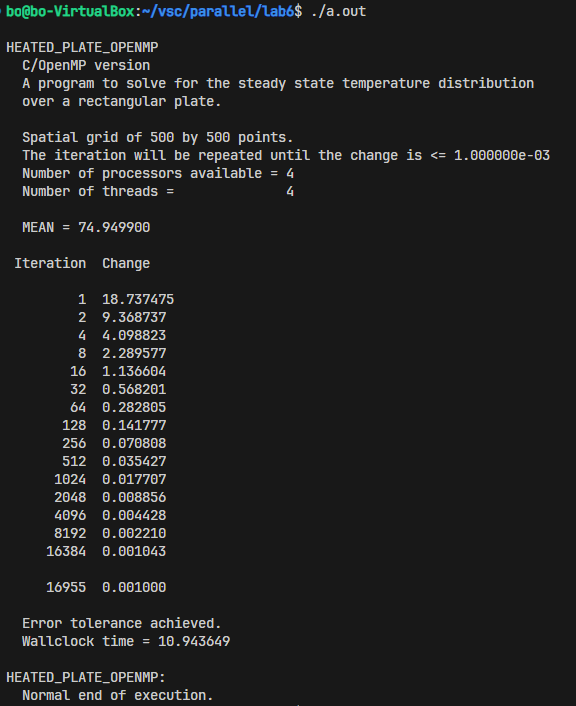 bo@bo-VirtualBox:~/vsc/parallel/lab6$ ./a.out
HEATED_PLATE_OPENMP
C/OpenMP version
A program to solve for the steady state temperature distribution
over a rectangular plate.
Spatial grid of 500 by 500 points.
The iteration will be repeated until the change is <= 1.000000e-03
Number of processors available = 4
Number of threads = 4
MEAN = 74.949900
Iteration Change
1 18.737475
2 9.368737
4 4.098823
8 2.289577
16 1.136604
32 0.568201
64 0.282805
128 0.141777
256 0.070808
512 0.035427
1024 0.017707
2048 0.008856
4096 0.004428
8192 0.002210
16384 0.001043
16955 0.001000
Error tolerance achieved.
Wallclock time = 10.943649
HEATED_PLATE_OPENMP:
Normal end of execution.